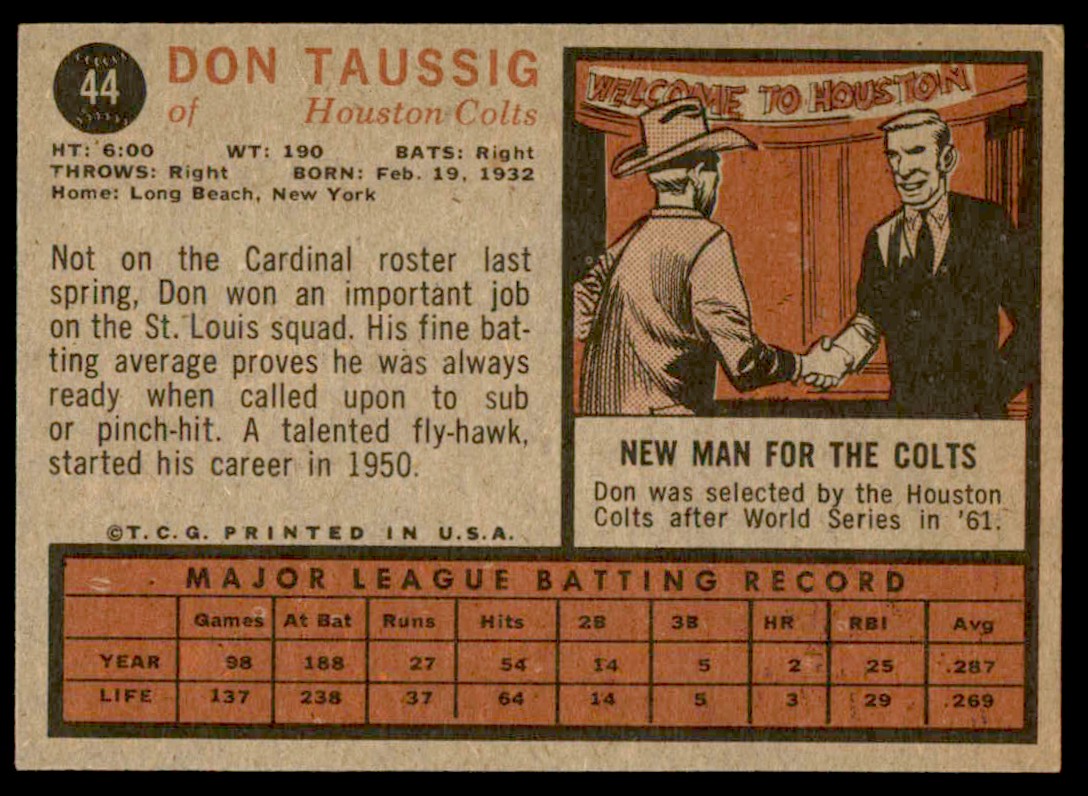 44
DON TAUSSIG
of Houston Colts
HT: 6:00 WT: 190 BATS: Right
THROWS: Right BORN: Feb. 19, 1932
Home: Long Beach, New York
Not on the Cardinal roster last
spring, Don won an important job
on the St. Louis squad. His fine bat-
ting average proves he was always
ready when called upon to sub
or pinch-hit. A talented fly-hawk,
started his career in 1950.
©T.C.G. PRINTED IN U.S.A.
WELCOME TO HOUSTON
NEW MAN FOR THE COLTS
Don was selected by the Houston
Colts after World Series in '61.
MAJOR LEAGUE BATTING RECORD
Games At Bat Runs Hits 2B 3B HR RBI Avg
YEAR 98 188 27 54 14 5 2 25 .287
LIFE 137 238 37 64 14 5 3 29 .269